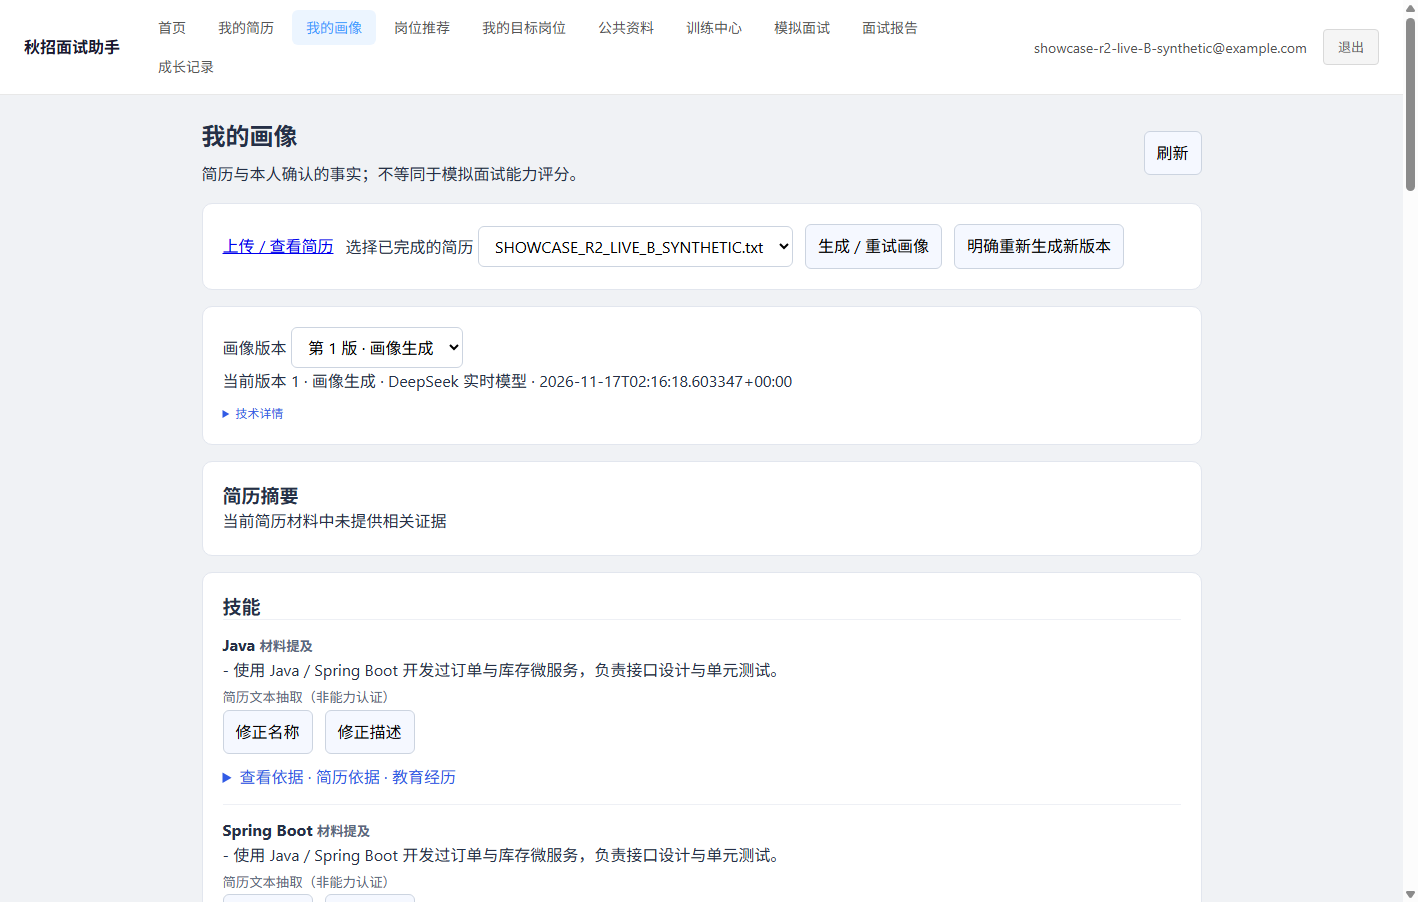 秋招面试助手
首页 我的简历 我的画像 岗位推荐 我的目标岗位 公共资料 训练中心 模拟面试 面试报告
成长记录
showcase-r2-live-B-synthetic@example.com 退出
我的画像
简历与本人确认的事实；不等同于模拟面试能力评分。
刷新
上传 / 查看简历 选择已完成的简历 SHOWCASE_R2_LIVE_B_SYNTHETIC.txt 生成 / 重试画像 明确重新生成新版本
画像版本 第 1 版 · 画像生成
当前版本 1 · 画像生成 · DeepSeek 实时模型 · 2026-11-17T02:16:18.603347+00:00
技术详情
简历摘要
当前简历材料中未提供相关证据
技能
Java 材料提及
- 使用 Java / Spring Boot 开发过订单与库存微服务，负责接口设计与单元测试。
简历文本抽取（非能力认证）
修正名称 修正描述
查看依据 · 简历依据 · 教育经历
Spring Boot 材料提及
- 使用 Java / Spring Boot 开发过订单与库存微服务，负责接口设计与单元测试。
简历文本抽取（非能力认证）